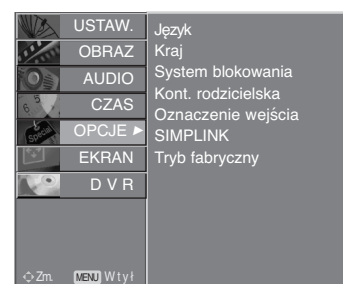 USTAW.
OBRAZ
AUDIO
CZAS
OPCJE ►
EKRAN
D V R
Język
Kraj
System blokowania
Kont. rodzicielska
Oznaczenie wejścia
SIMPLINK
Tryb fabryczny
Special
Zm. MENU Wtył